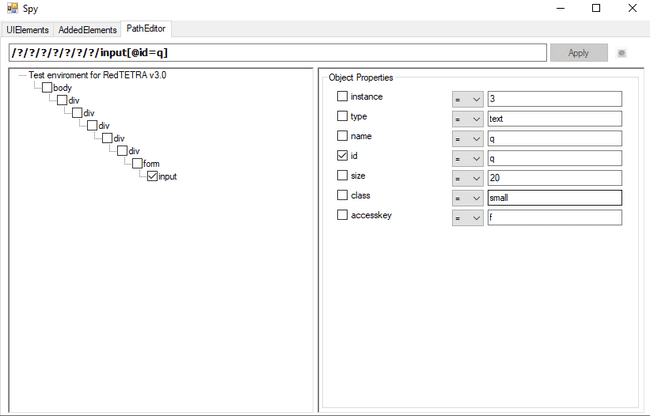 Spy
UIElements AddedElements PathEditor
/?/?/?/?/?/?/?/input[@id=q]
Apply
Test enviroment for RedTETRA v3.0
body
div
div
div
div
div
form
input
Object Properties
instance = 3
type = text
name = q
id = q
size = 20
class = small
accesskey = f